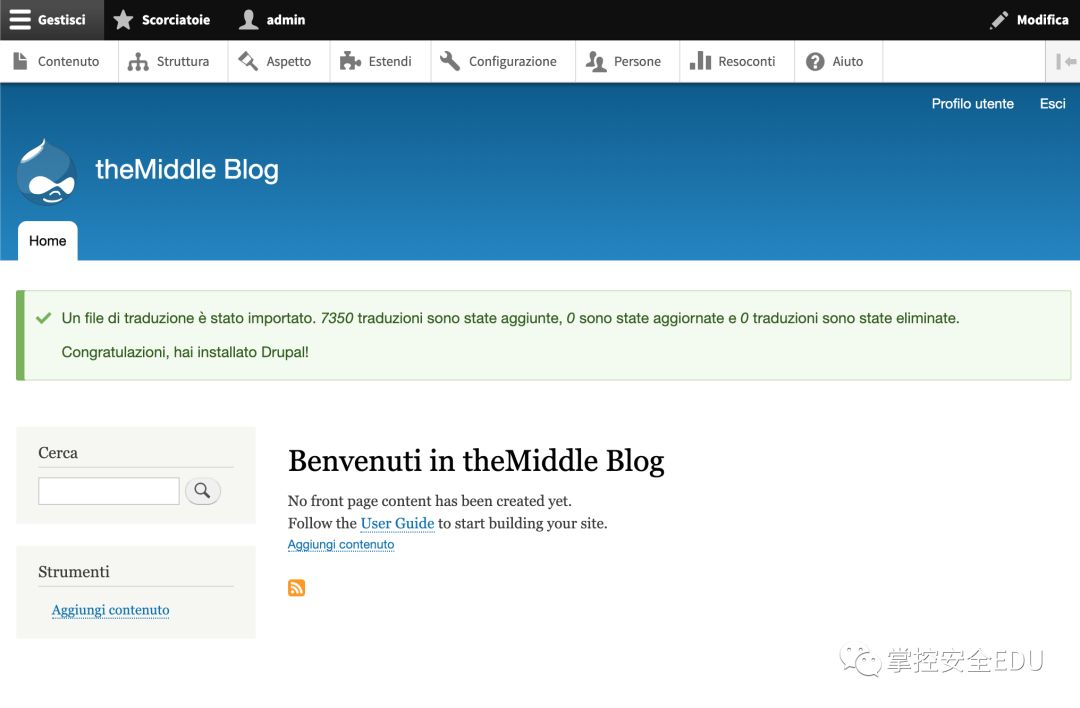 Gestisci Scorciatoie admin Modifica
Contenuto Struttura Aspetto Estendi Configurazione Persone Resoconti Aiuto
Profilo utente Esci
theMiddle Blog
Home
Un file di traduzione è stato importato. 7350 traduzioni sono state aggiunte, 0 sono state aggiornate e 0 traduzioni sono state eliminate.
Congratulazioni, hai installato Drupal!
Cerca
Benvenuti in theMiddle Blog
No front page content has been created yet.
Follow the User Guide to start building your site.
Aggiungi contenuto
Strumenti
Aggiungi contenuto
掌控安全EDU